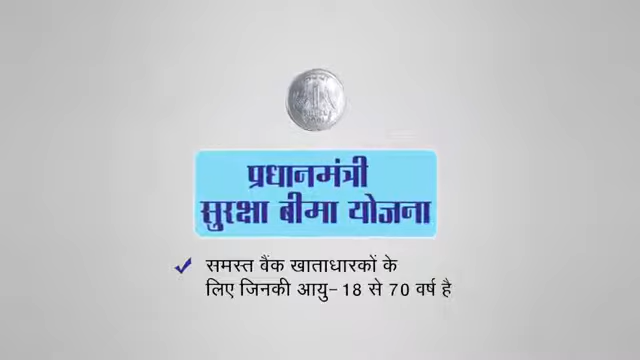 प्रधानमंत्री
सुरक्षा बीमा योजना
समस्त बैंक खाताधारकों के
लिए जिनकी आयु-18 से 70 वर्ष है